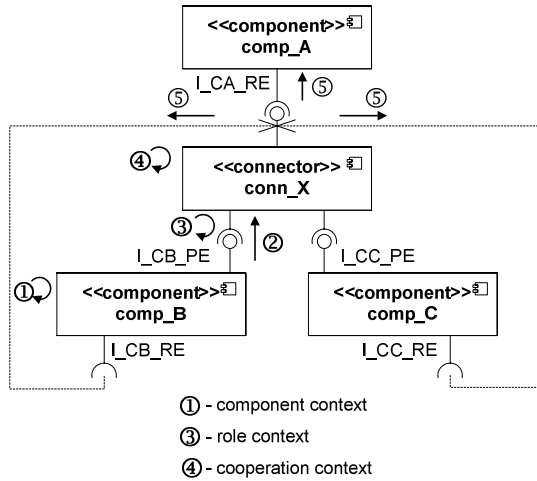 <<component>>
comp_A
I_CA_RE
⑤
⑤ ⑤
④
<<connector>>
conn_X
③
②
I_CB_PE I_CC_PE
①
<<component>> <<component>>
comp_B comp_C
I_CB_RE I_CC_RE
① - component context
③ - role context
④ - cooperation context